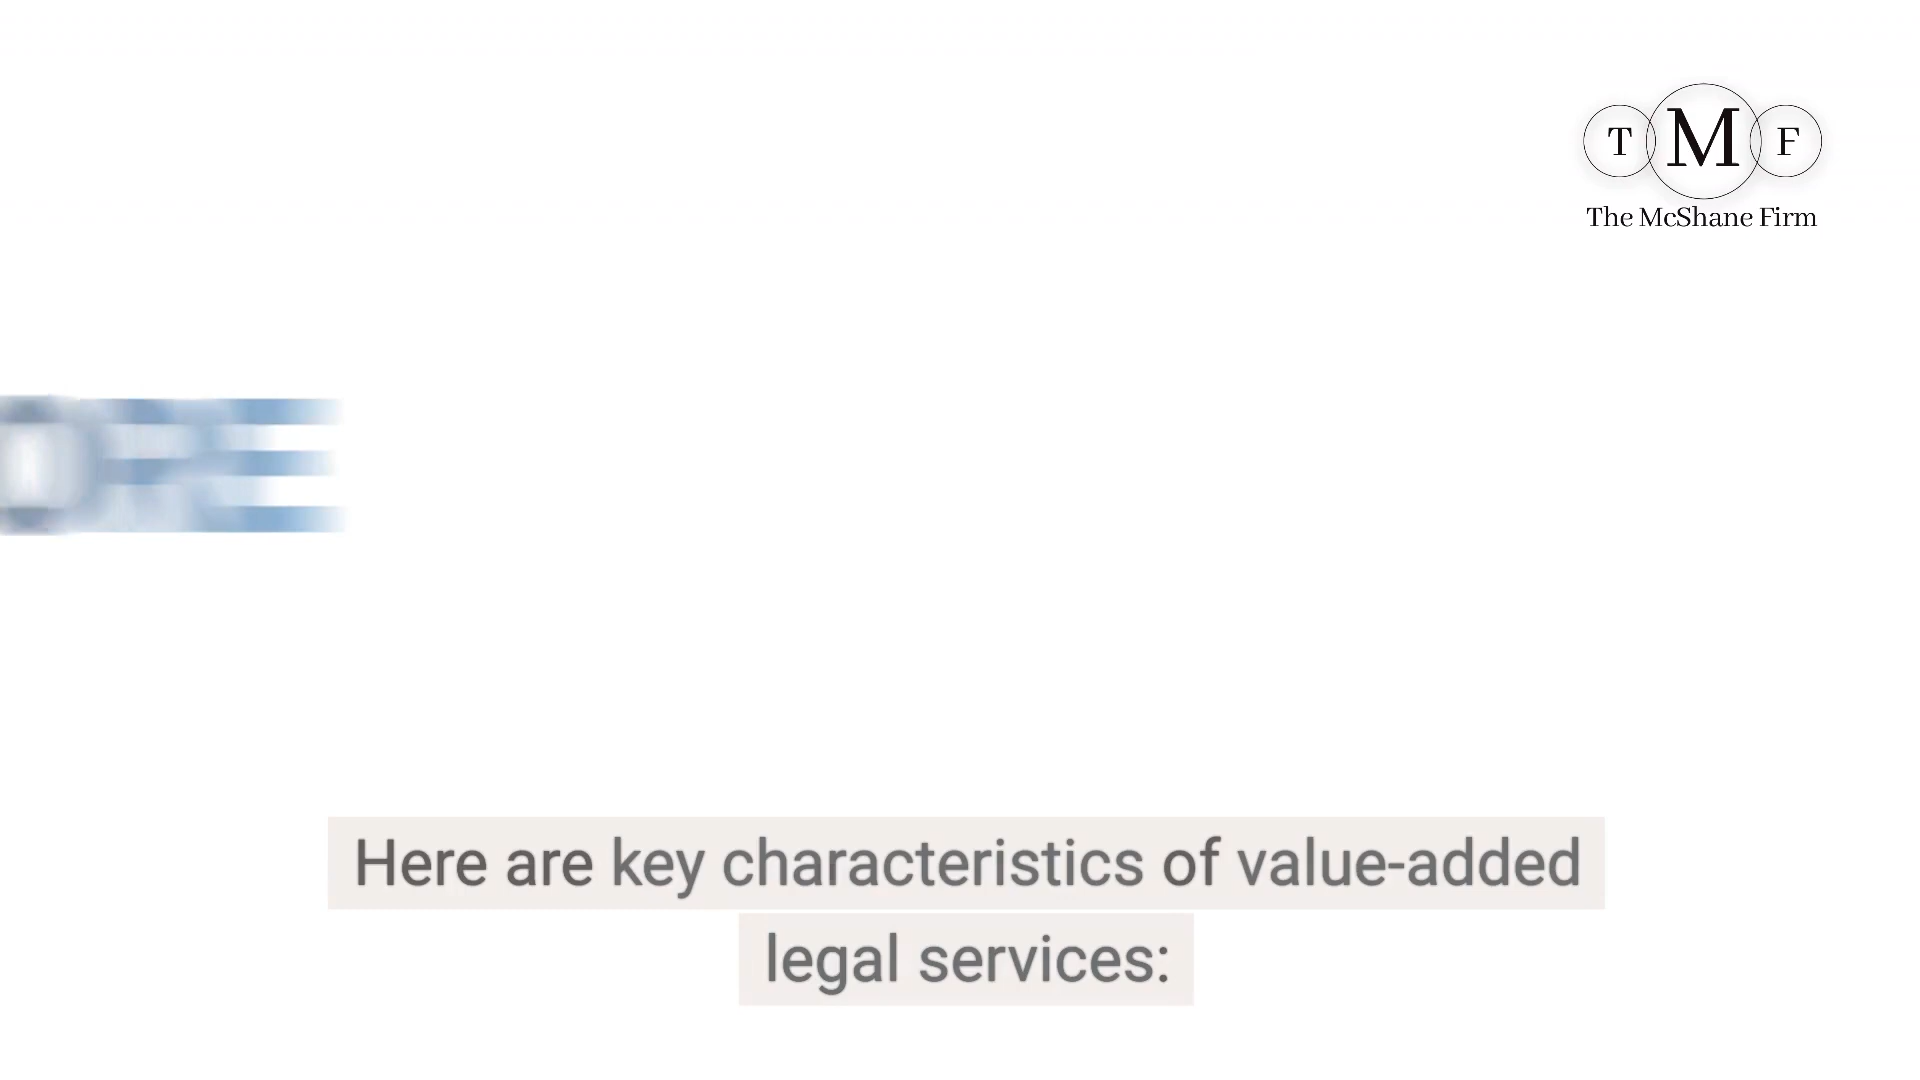 T M F
The McShane Firm
Here are key characteristics of value-added
legal services: